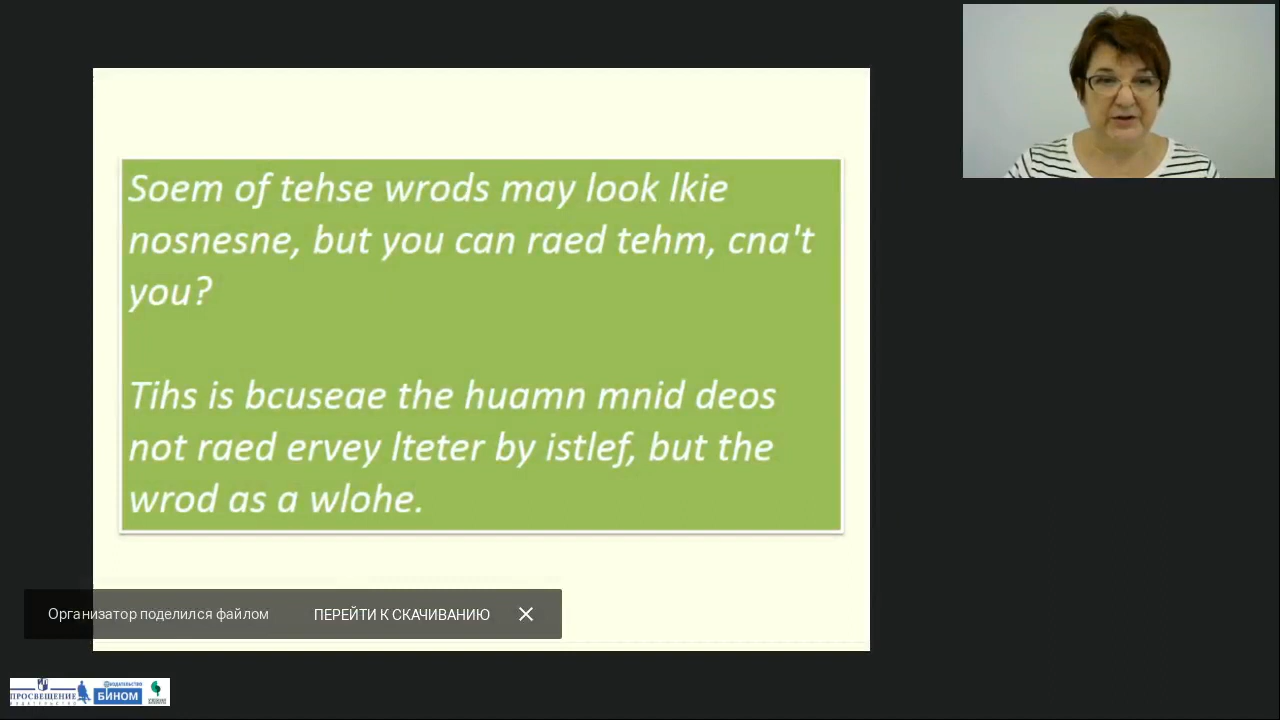 Soem of tehse wrods may look lkie
nosnesne, but you can raed tehm, cna't
you?
Tihs is bcuseae the huamn mnid deos
not raed ervey lteter by istlef, but the
wrod as a wlohe.
Организатор поделился файлом ПЕРЕЙТИ К СКАЧИВАНИЮ
ПРОСВЕЩЕНИЕ
ИЗДАТЕЛЬСТВО
ИЗДАТЕЛЬСТВО
БИНОМ